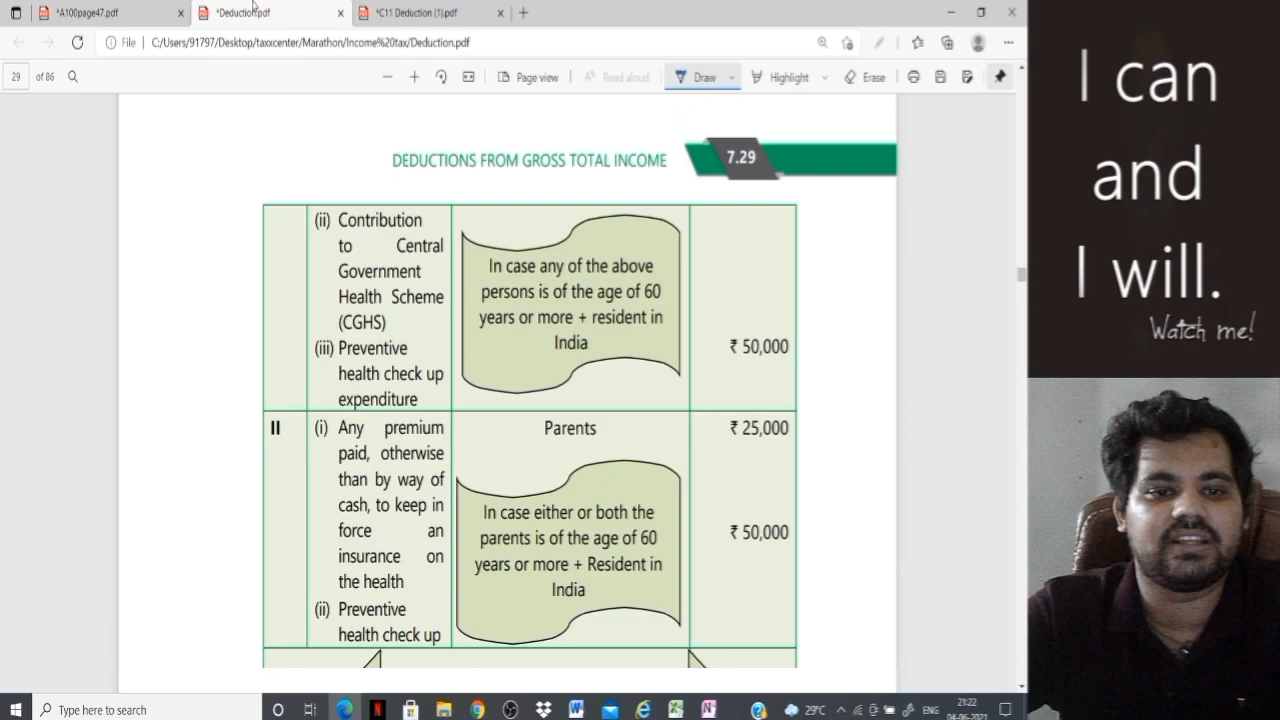 *A100page47.pdf
*Deduction.pdf
*C11 Deduction (1).pdf
File
C:/Users/91797/Desktop/taxxcenter/Marathon/Income%20tax/Deduction.pdf
29 of 86
Page view
Read aloud
Draw
Highlight
Erase
DEDUCTIONS FROM GROSS TOTAL INCOME
7.29
(ii) Contribution
to Central
Government
Health Scheme
(CGHS)
(iii) Preventive
health check up
expenditure
In case any of the above
persons is of the age of 60
years or more + resident in
India
₹ 50,000
II
(i) Any premium
paid, otherwise
than by way of
cash, to keep in
force an
insurance on
the health
(ii) Preventive
health check up
Parents
₹ 25,000
In case either or both the
parents is of the age of 60
years or more + Resident in
India
₹ 50,000
I can
and
I will.
Watch me!
Type here to search
29°C
ENG
21:22
04-06-2021